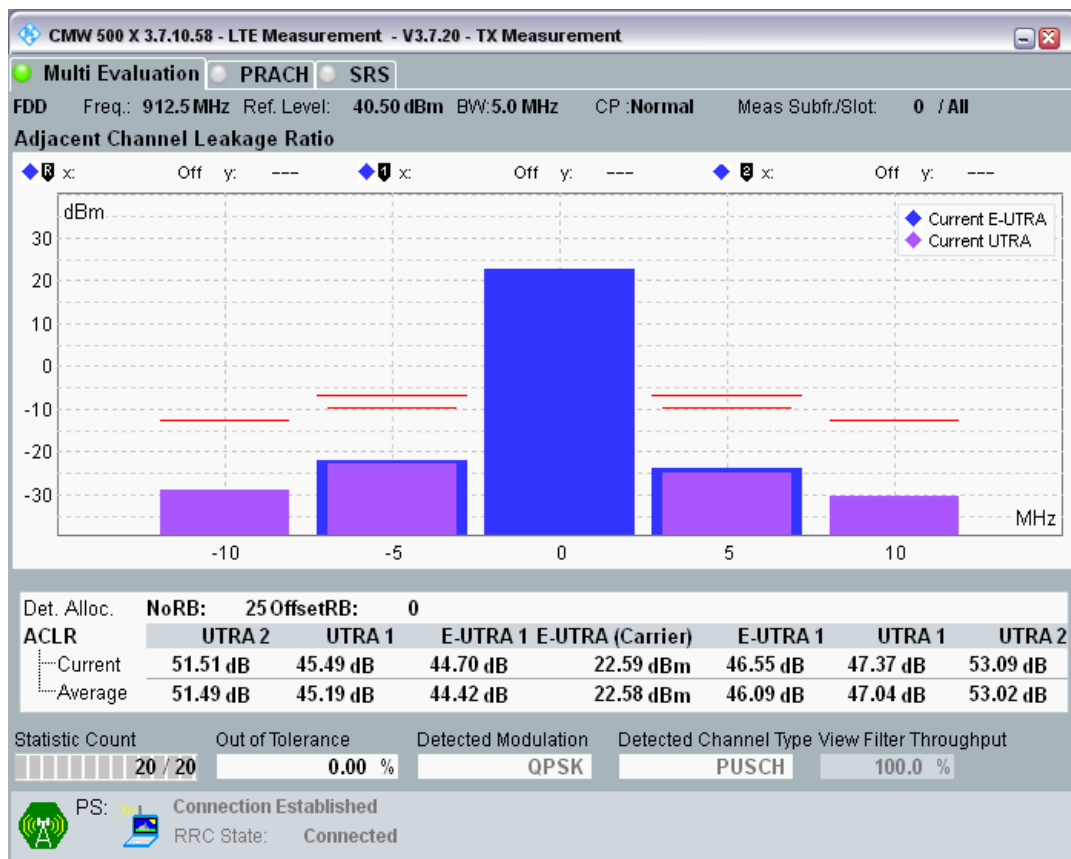 CMW 500 X 3.7.10.58 - LTE Measurement - V3.7.20 - TX Measurement
Multi Evaluation PRACH SRS
FDD Freq.: 912.5 MHz Ref. Level: 40.50 dBm BW:5.0 MHz CP :Normal Meas Subfr./Slot: 0 / All
Adjacent Channel Leakage Ratio
R x: Off y: --- 1 x: Off y: --- 2 x: Off y: ---
dBm
Current E-UTRA
Current UTRA
30
20
10
0
-10
-20
-30
MHz
-10 -5 0 5 10
Det. Alloc. NoRB: 25 OffsetRB: 0
ACLR UTRA 2 UTRA 1 E-UTRA 1 E-UTRA (Carrier) E-UTRA 1 UTRA 1 UTRA 2
Current 51.51 dB 45.49 dB 44.70 dB 22.59 dBm 46.55 dB 47.37 dB 53.09 dB
Average 51.49 dB 45.19 dB 44.42 dB 22.58 dBm 46.09 dB 47.04 dB 53.02 dB
Statistic Count Out of Tolerance Detected Modulation Detected Channel Type View Filter Throughput
20 / 20 0.00 % QPSK PUSCH 100.0 %
PS: Connection Established
RRC State: Connected